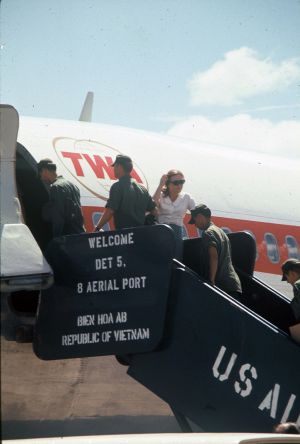 TWA
WELCOME
DET 5,
8 AERIAL PORT
BIEN HOA AB
REPUBLIC OF VIETNAM
US AI